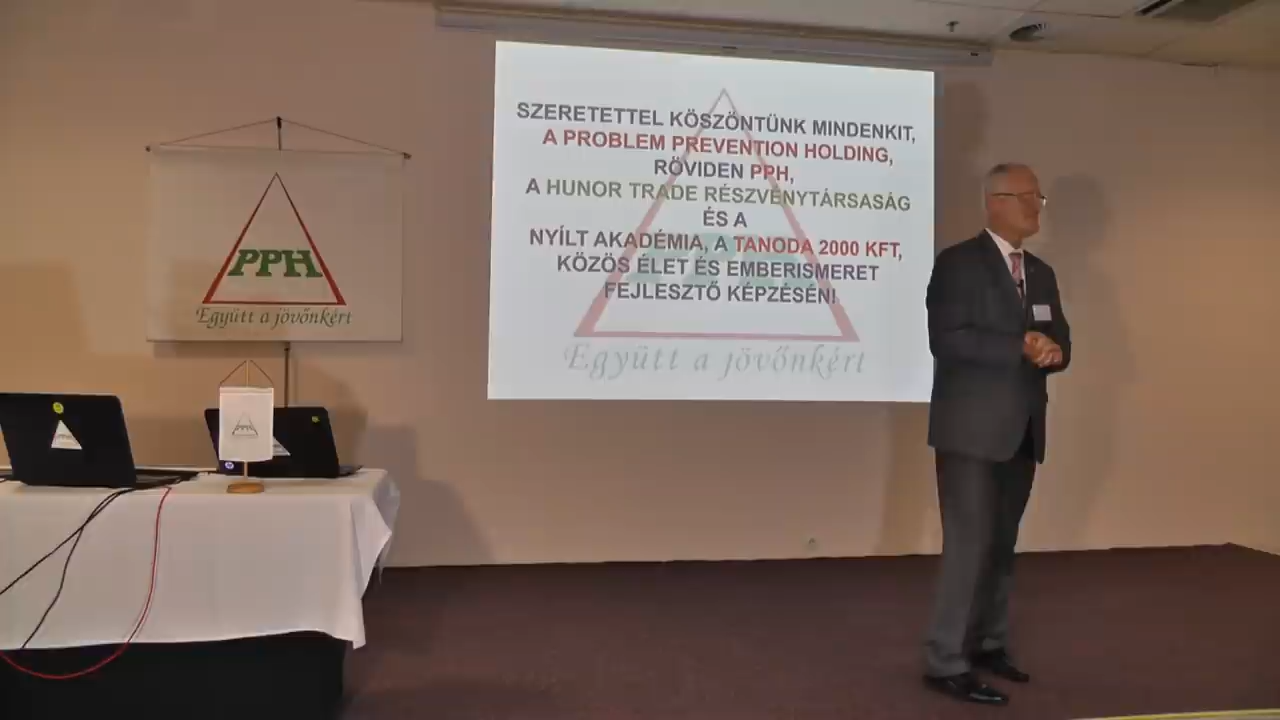 SZERETETTEL KÖSZÖNTÜNK MINDENKIT,
A PROBLEM PREVENTION HOLDING,
RÖVIDEN PPH,
A HUNOR TRADE RÉSZVÉNYTÁRSASÁG
ÉS A
NYÍLT AKADÉMIA, A TANODA 2000 KFT,
KÖZÖS ÉLET ÉS EMBERISMERET
FEJLESZTŐ KÉPZÉSÉN!
Együtt a jövőnkért
PPH
Együtt a jövőnkért
PPH